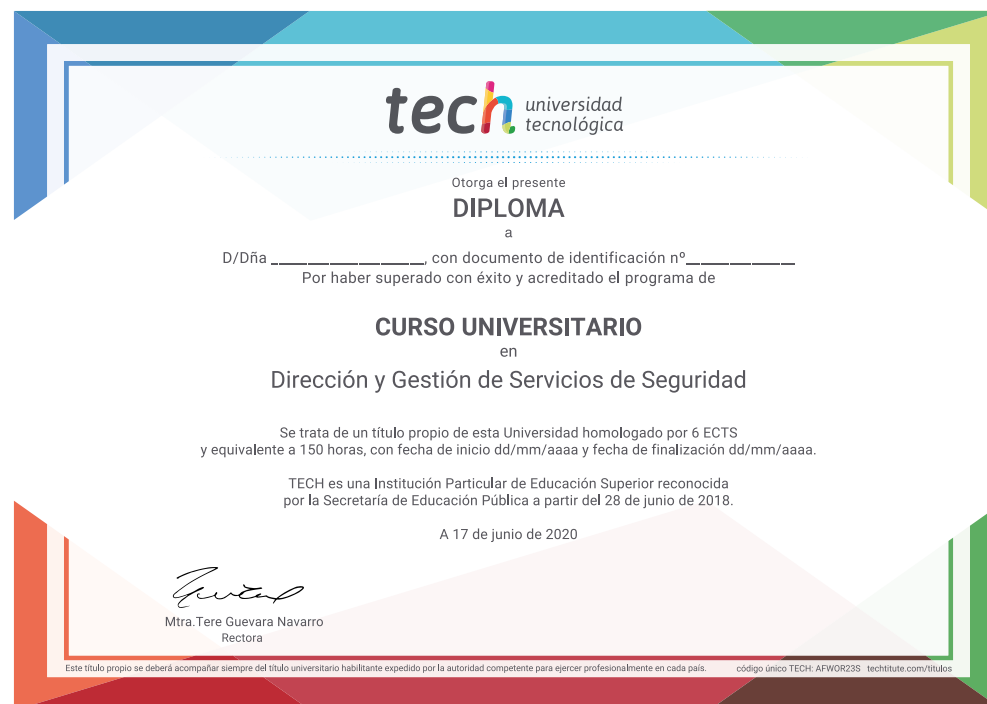 tech universidad
tecnológica
Otorga el presente
DIPLOMA
a
D/Dña ____________________, con documento de identificación nº______________
Por haber superado con éxito y acreditado el programa de
CURSO UNIVERSITARIO
en
Dirección y Gestión de Servicios de Seguridad
Se trata de un título propio de esta Universidad homologado por 6 ECTS
y equivalente a 150 horas, con fecha de inicio dd/mm/aaaa y fecha de finalización dd/mm/aaaa.
TECH es una Institución Particular de Educación Superior reconocida
por la Secretaría de Educación Pública a partir del 28 de junio de 2018.
A 17 de junio de 2020
Mtra.Tere Guevara Navarro
Rectora
Este título propio se deberá acompañar siempre del título universitario habilitante expedido por la autoridad competente para ejercer profesionalmente en cada país. código único TECH: AFWOR23S techtitute.com/titulos